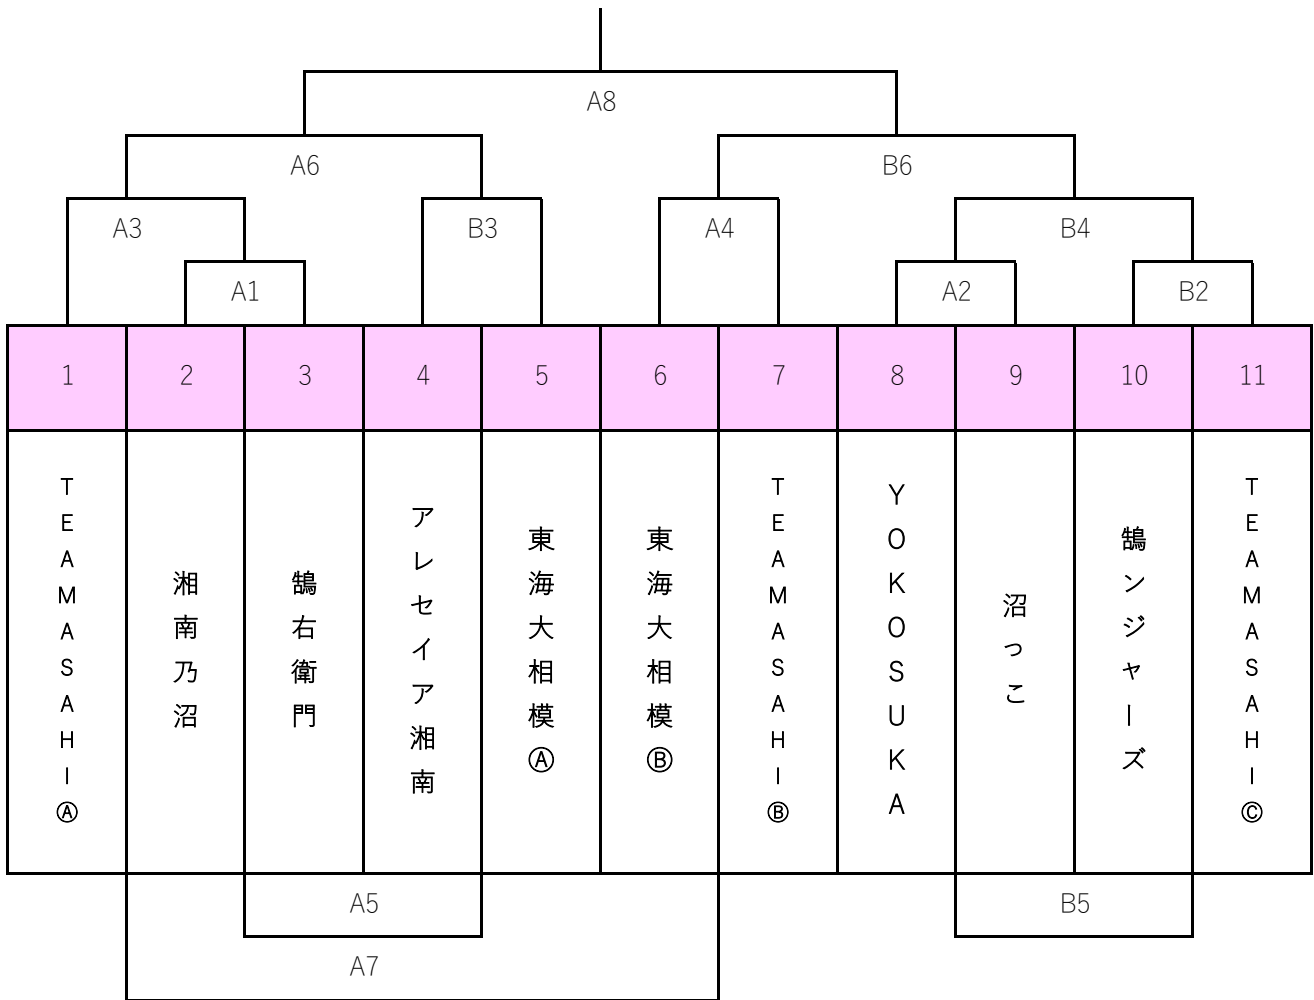 A8
A6
B6
A3
B3
A4
B4
A1
A2
B2
1
2
3
4
5
6
7
8
9
10
11
TEAMASAHIⒶ
湘南乃沼
鵠右衛門
アレセイア湘南
東海大相模Ⓐ
東海大相模Ⓑ
TEAMASAHIⒷ
YOKOSUKA
沼っこ
鵠ンジャーズ
TEAMASAHIⒸ
A5
B5
A7